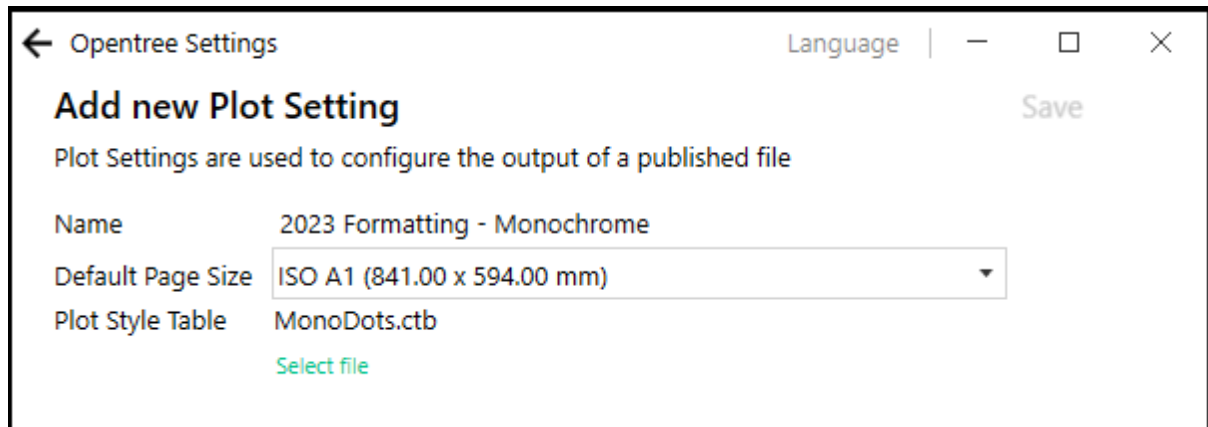 Opentree Settings Language
Add new Plot Setting Save
Plot Settings are used to configure the output of a published file
Name 2023 Formatting - Monochrome
Default Page Size ISO A1 (841.00 x 594.00 mm)
Plot Style Table MonoDots.ctb
Select file